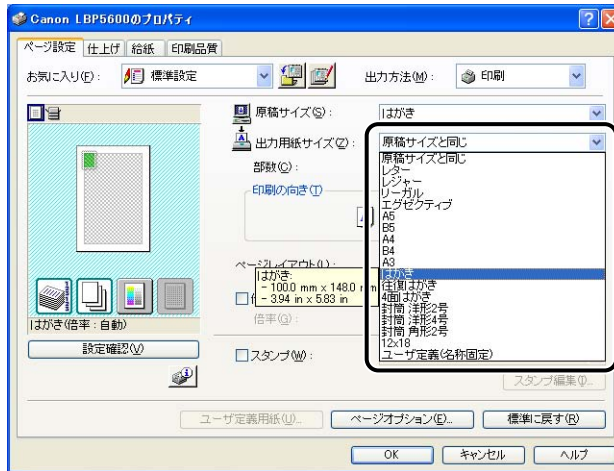 Canon LBP5600のプロパティ
ページ設定 仕上げ 給紙 印刷品質
お気に入り(F): 標準設定 出力方法(M): 印刷
原稿サイズ(S): はがき
出力用紙サイズ(Z): 原稿サイズと同じ
原稿サイズと同じ
レター
レジャー
リーガル
エグゼクティブ
A5
B5
A4
B4
A3
はがき
往復はがき
4面はがき
封筒 洋形2号
封筒 洋形4号
封筒 角形2号
12x18
ユーザ定義(名称固定)
部数(C):
印刷の向き(T)
A
ページレイアウト(L):
はがき:
- 100.0 mm x 148.0 mm
- 3.94 in x 5.83 in
倍率(G):
はがき(倍率:自動)
設定確認(V)
スタンプ(W):
スタンプ編集(I)...
ユーザ定義用紙(U)... ページオプション(E)... 標準に戻す(R)
OK キャンセル ヘルプ